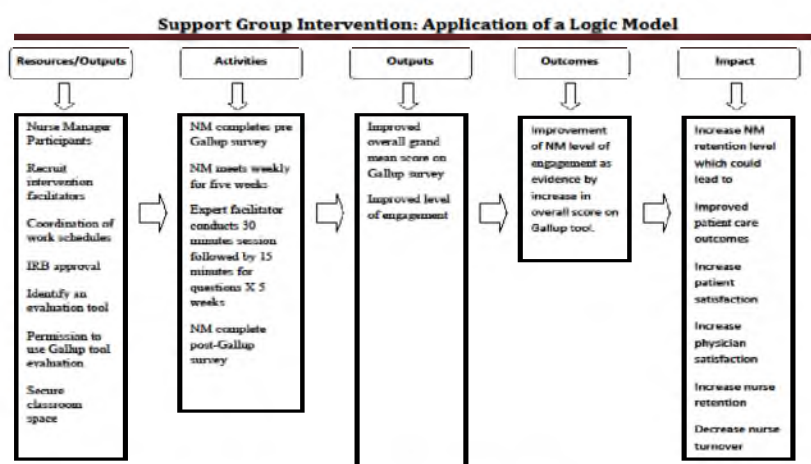 Support Group Intervention: Application of a Logic Model
Resources/Outputs
Activities
Outputs
Outcomes
Impact
Nurse Manager
Participants
Recruit
intervention
facilitators
Coordination of
work schedules
IRB approval
Identify an
evaluation tool
Permission to
use Gallup tool
evaluation
Secure
classroom
space
NM completes pre
Gallup survey
NM meets weekly
for five weeks
Expert facilitator
conducts 30
minutes session
followed by 15
minutes for
questions X 5
weeks
NM complete
post-Gallup
survey
Improved
overall grand
mean score on
Gallup survey
Improved level
of engagement
Improvement
of NM level of
engagement as
evidence by
increase in
overall score on
Gallup tool.
Increase NM
retention level
which could
lead to
Improved
patient care
outcomes
Increase
patient
satisfaction
Increase
physician
satisfaction
Increase nurse
retention
Decrease nurse
turnover